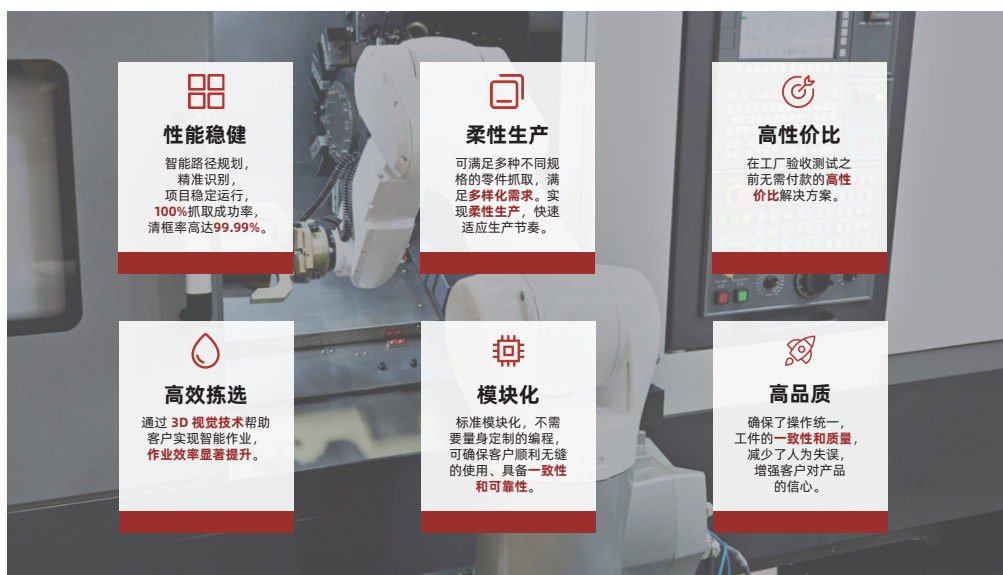 性能稳健
智能路径规划，
精准识别，
项目稳定运行，
100%抓取成功率，
清框率高达99.99%。
柔性生产
可满足多种不同规
格的零件抓取，满
足多样化需求。实
现柔性生产，快速
适应生产节奏。
高性价比
在工厂验收测试之
前无需付款的高性
价比解决方案。
高效拣选
通过 3D 视觉技术帮助
客户实现智能作业，
作业效率显著提升。
模块化
标准模块化，不需
要量身定制的编程，
可确保客户顺利无缝
的使用、具备一致性
和可靠性。
高品质
确保了操作统一，
工件的一致性和质量，
减少了人为失误，
增强客户对产品
的信心。